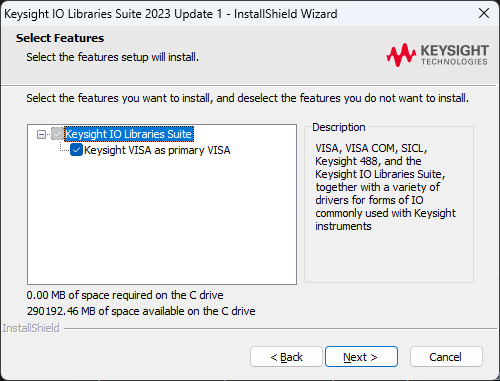 Keysight IO Libraries Suite 2023 Update 1 - InstallShield Wizard
Select Features
Select the features setup will install.
KEYSIGHT
TECHNOLOGIES
Select the features you want to install, and deselect the features you do not want to install.
Keysight IO Libraries Suite
Keysight VISA as primary VISA
Description
VISA, VISA COM, SICL,
Keysight 488, and the
Keysight IO Libraries Suite,
together with a variety of
drivers for forms of IO
commonly used with Keysight
instruments
0.00 MB of space required on the C drive
290192.46 MB of space available on the C drive
InstallShield
< Back
Next >
Cancel